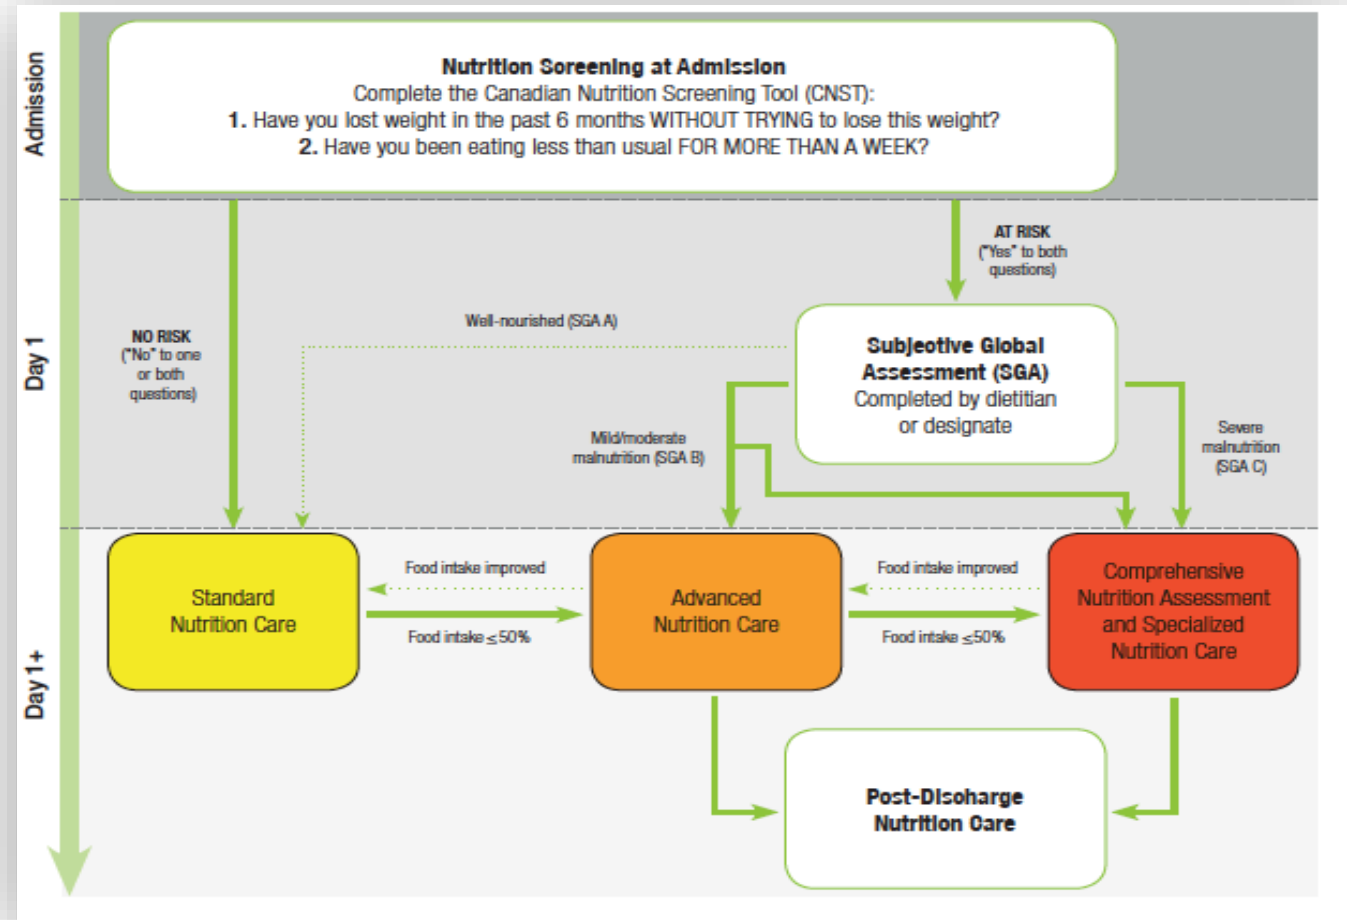 Admission
Nutrition Screening at Admission
Complete the Canadian Nutrition Screening Tool (CNST):
1. Have you lost weight in the past 6 months WITHOUT TRYING to lose this weight?
2. Have you been eating less than usual FOR MORE THAN A WEEK?
Day 1
AT RISK
("Yes" to both
questions)
NO RISK
("No" to one
or both
questions)
Well-nourished (SGA A)
Subjective Global
Assessment (SGA)
Completed by dietitian
or designate
Mild/moderate
malnutrition (SGA B)
Severe
malnutrition
(SGA C)
Day 1+
Standard
Nutrition Care
Food intake improved
Food intake ≤50%
Advanced
Nutrition Care
Food intake improved
Food intake ≤50%
Comprehensive
Nutrition Assessment
and Specialized
Nutrition Care
Post-Discharge
Nutrition Care